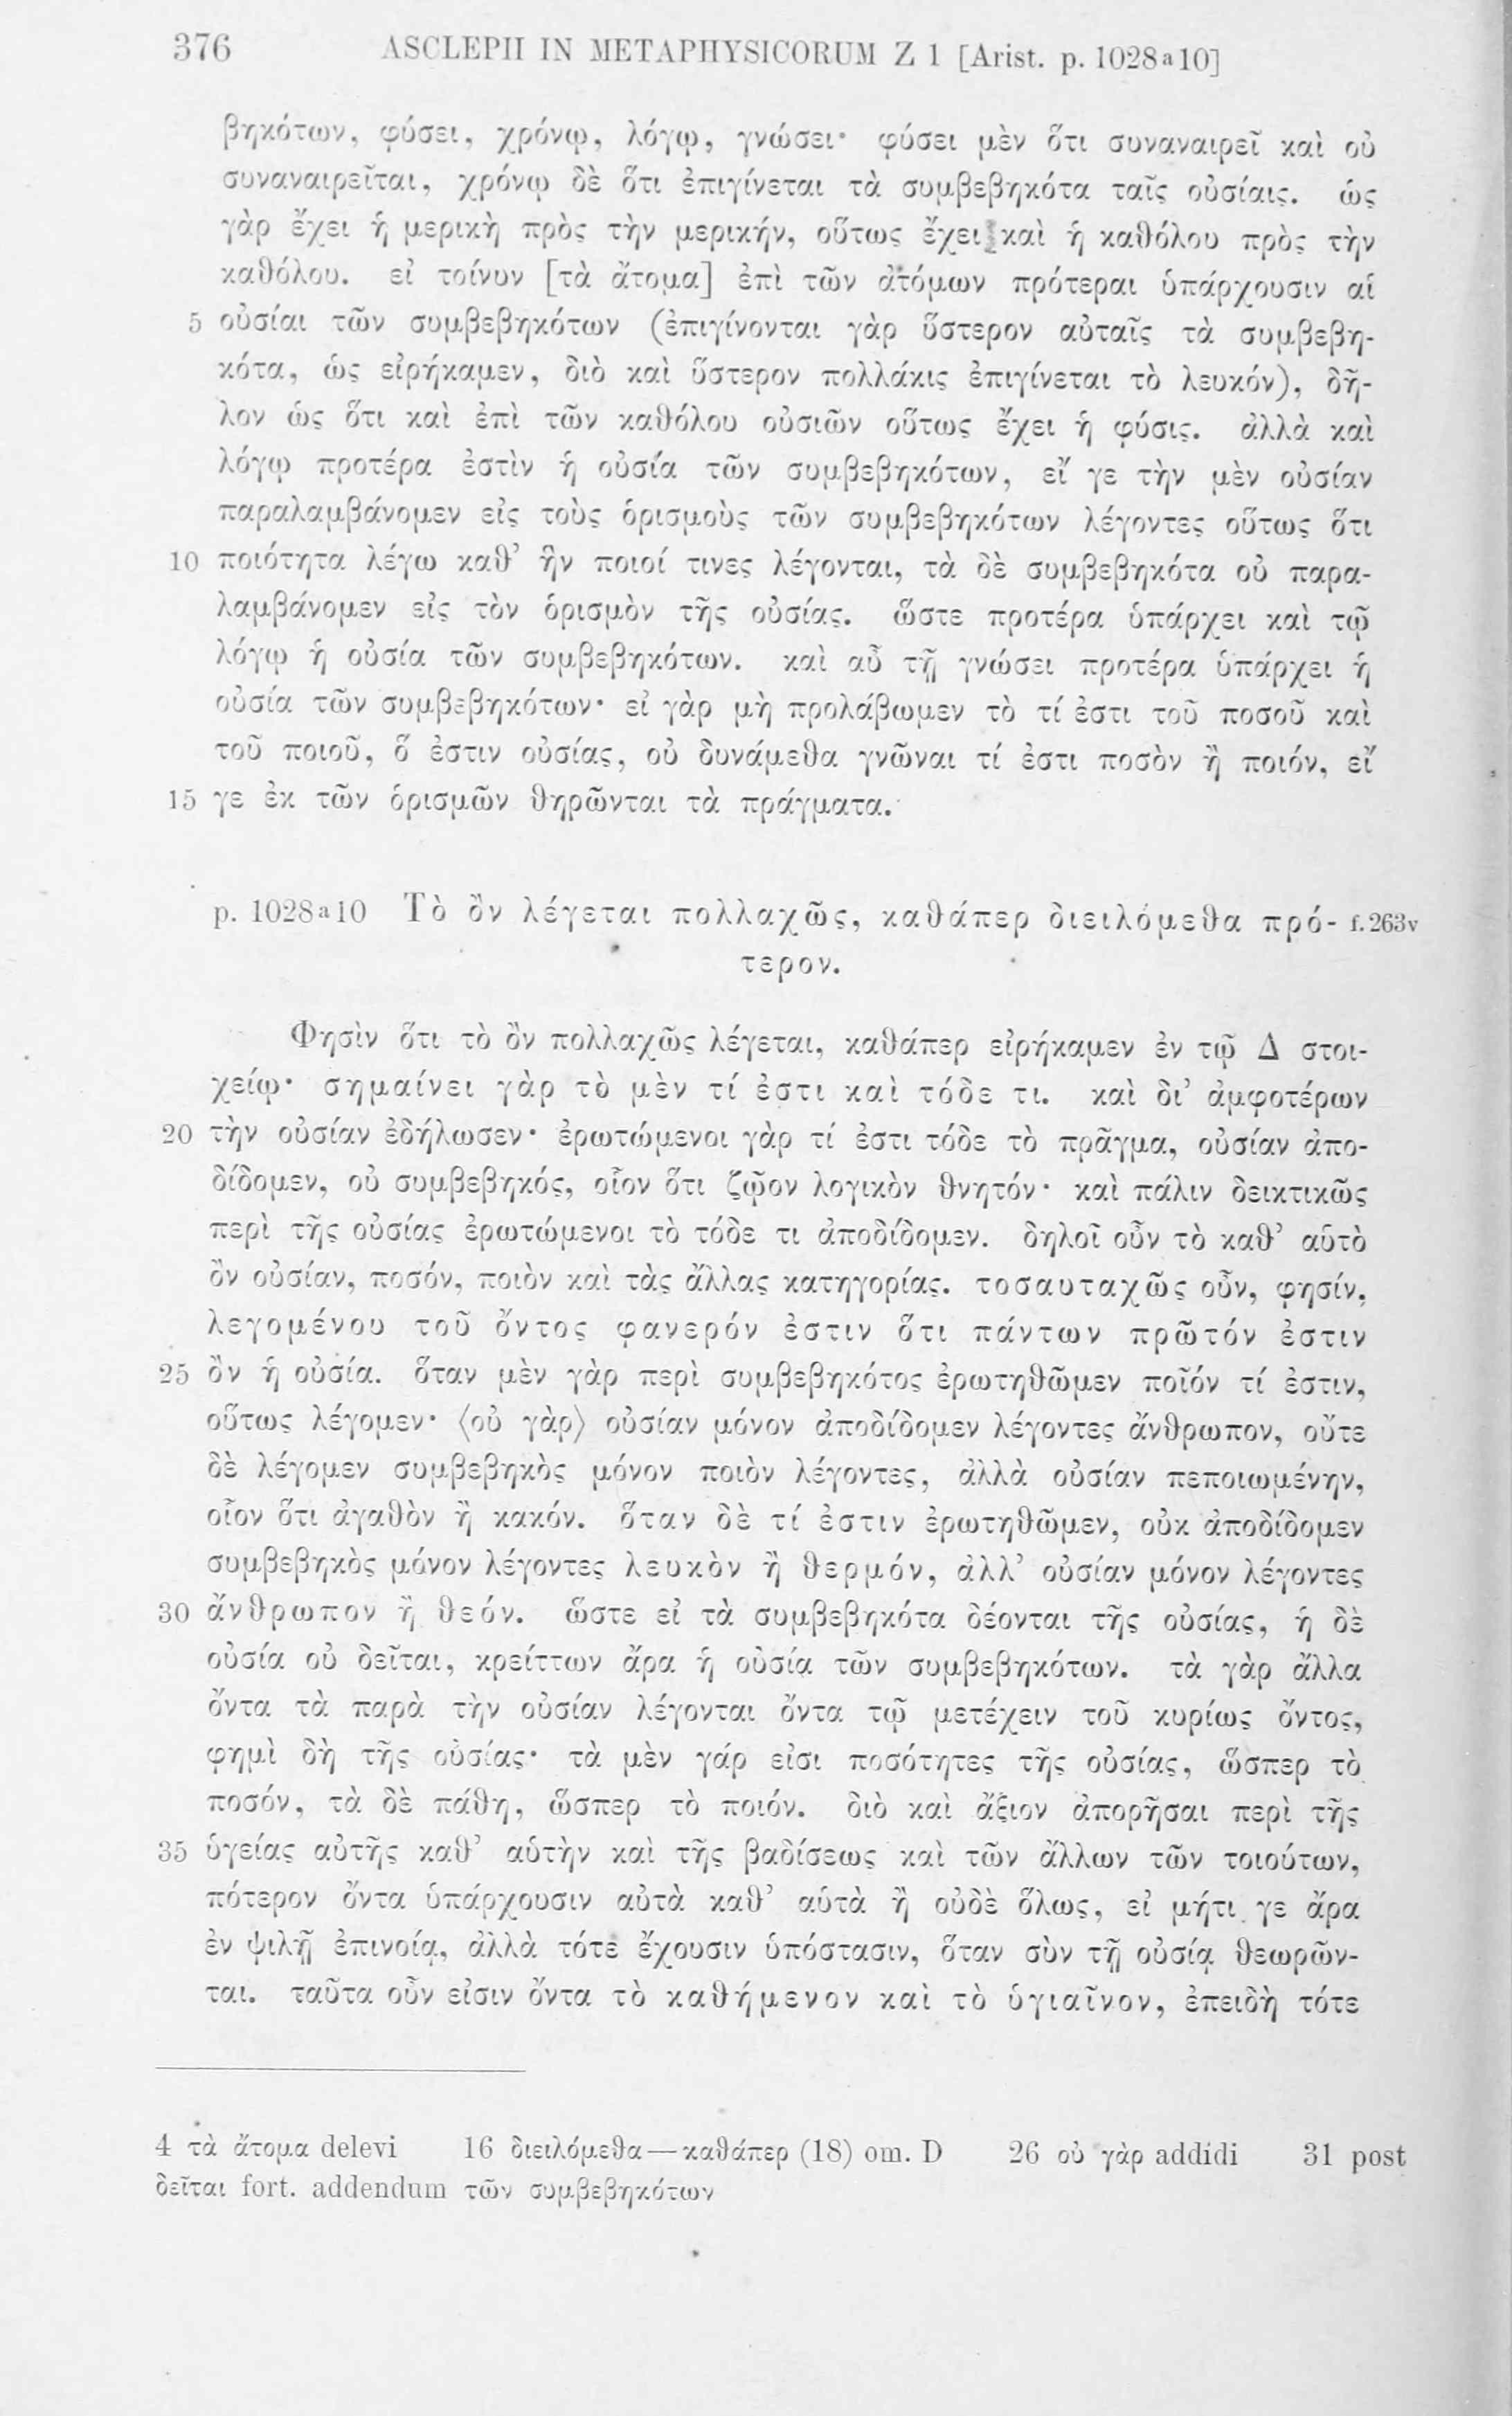 376 ASCLEPII IN METAPHYSICORUM Z 1 [Arist. p. 1028a10]
βηκότων, φύσει, χρόνῳ, λόγῳ, γνώσει· φύσει μὲν ὅτι συναναιρεῖ καὶ οὐ
συναναιρεῖται, χρόνῳ δὲ ὅτι ἐπιγίνεται τὰ συμβεβηκότα ταῖς οὐσίαις. ὡς
γὰρ ἔχει ἡ μερικὴ πρὸς τὴν μερικήν, οὕτως ἔχει καὶ ἡ καθόλου πρὸς τὴν
καθόλου. εἰ τοίνυν [τὰ ἄτομα] ἐπὶ τῶν ἀτόμων πρότεραι ὑπάρχουσιν αἱ
5 οὐσίαι τῶν συμβεβηκότων (ἐπιγίνονται γὰρ ὕστερον αὐταῖς τὰ συμβεβη-
κότα, ὡς εἰρήκαμεν, διὸ καὶ ὕστερον πολλάκις ἐπιγίνεται τὸ λευκόν), δῆ-
λον ὡς ὅτι καὶ ἐπὶ τῶν καθόλου οὐσιῶν οὕτως ἔχει ἡ φύσις. ἀλλὰ καὶ
λόγῳ προτέρα ἐστὶν ἡ οὐσία τῶν συμβεβηκότων, εἴ γε τὴν μὲν οὐσίαν
παραλαμβάνομεν εἰς τοὺς ὁρισμοὺς τῶν συμβεβηκότων λέγοντες οὕτως ὅτι
10 ποιότητα λέγω καθ’ ἣν ποιοί τινες λέγονται, τὰ δὲ συμβεβηκότα οὐ παρα-
λαμβάνομεν εἰς τὸν ὁρισμὸν τῆς οὐσίας. ὥστε προτέρα ὑπάρχει καὶ τῷ
λόγῳ ἡ οὐσία τῶν συμβεβηκότων. καὶ αὖ τῇ γνώσει προτέρα ὑπάρχει ἡ
οὐσία τῶν συμβεβηκότων· εἰ γὰρ μὴ προλάβωμεν τὸ τί ἐστι τοῦ ποσοῦ καὶ
τοῦ ποιοῦ, ὅ ἐστιν οὐσίας, οὐ δυνάμεθα γνῶναι τί ἐστι ποσὸν ἢ ποιόν, εἴ
15 γε ἐκ τῶν ὁρισμῶν θηρῶνται τὰ πράγματα.
p. 1028a10 Τὸ ὂν λέγεται πολλαχῶς, καθάπερ διειλόμεθα πρό- f. 263v
τερον.
Φησὶν ὅτι τὸ ὂν πολλαχῶς λέγεται, καθάπερ εἰρήκαμεν ἐν τῷ Δ στοι-
χείῳ· σημαίνει γὰρ τὸ μὲν τί ἐστι καὶ τόδε τι. καὶ δι’ ἀμφοτέρων
20 τὴν οὐσίαν ἐδήλωσεν· ἐρωτώμενοι γὰρ τί ἐστι τόδε τὸ πρᾶγμα, οὐσίαν ἀπο-
δίδομεν, οὐ συμβεβηκός, οἷον ὅτι ζῷον λογικὸν θνητόν· καὶ πάλιν δεικτικῶς
περὶ τῆς οὐσίας ἐρωτώμενοι τὸ τόδε τι ἀποδίδομεν. δηλοῖ οὖν τὸ καθ’ αὑτὸ
ὂν οὐσίαν, ποσόν, ποιὸν καὶ τὰς ἄλλας κατηγορίας. τοσαυταχῶς οὖν, φησίν,
λεγομένου τοῦ ὄντος φανερόν ἐστιν ὅτι πάντων πρῶτόν ἐστιν
25 ὂν ἡ οὐσία. ὅταν μὲν γὰρ περὶ συμβεβηκότος ἐρωτηθῶμεν ποῖόν τί ἐστιν,
οὕτως λέγομεν· ⟨οὐ γὰρ⟩ οὐσίαν μόνον ἀποδίδομεν λέγοντες ἄνθρωπον, οὔτε
δὲ λέγομεν συμβεβηκὸς μόνον ποιὸν λέγοντες, ἀλλὰ οὐσίαν πεποιωμένην,
οἷον ὅτι ἀγαθὸν ἢ κακόν. ὅταν δὲ τί ἐστιν ἐρωτηθῶμεν, οὐκ ἀποδίδομεν
συμβεβηκὸς μόνον λέγοντες λευκὸν ἢ θερμόν, ἀλλ’ οὐσίαν μόνον λέγοντες
30 ἄνθρωπον ἢ θεόν. ὥστε εἰ τὰ συμβεβηκότα δέονται τῆς οὐσίας, ἡ δὲ
οὐσία οὐ δεῖται, κρείττων ἄρα ἡ οὐσία τῶν συμβεβηκότων. τὰ γὰρ ἄλλα
ὄντα τὰ παρὰ τὴν οὐσίαν λέγονται ὄντα τῷ μετέχειν τοῦ κυρίως ὄντος,
φημὶ δὴ τῆς οὐσίας· τὰ μὲν γάρ εἰσι ποσότητες τῆς οὐσίας, ὥσπερ τὸ
ποσόν, τὰ δὲ πάθη, ὥσπερ τὸ ποιόν. διὸ καὶ ἄξιον ἀπορῆσαι περὶ τῆς
35 ὑγείας αὐτῆς καθ’ αὑτὴν καὶ τῆς βαδίσεως καὶ τῶν ἄλλων τῶν τοιούτων,
πότερον ὄντα ὑπάρχουσιν αὐτὰ καθ’ αὑτὰ ἢ οὐδὲ ὅλως, εἰ μήτι γε ἄρα
ἐν ψιλῇ ἐπινοίᾳ, ἀλλὰ τότε ἔχουσιν ὑπόστασιν, ὅταν σὺν τῇ οὐσίᾳ θεωρῶν-
ται. ταῦτα οὖν εἰσιν ὄντα τὸ καθήμενον καὶ τὸ ὑγιαῖνον, ἐπειδὴ τότε
4 τὰ ἄτομα delevi 16 διειλόμεθα—καθάπερ (18) om. D 26 οὐ γὰρ addidi 31 post
δεῖται fort. addendum τῶν συμβεβηκότων